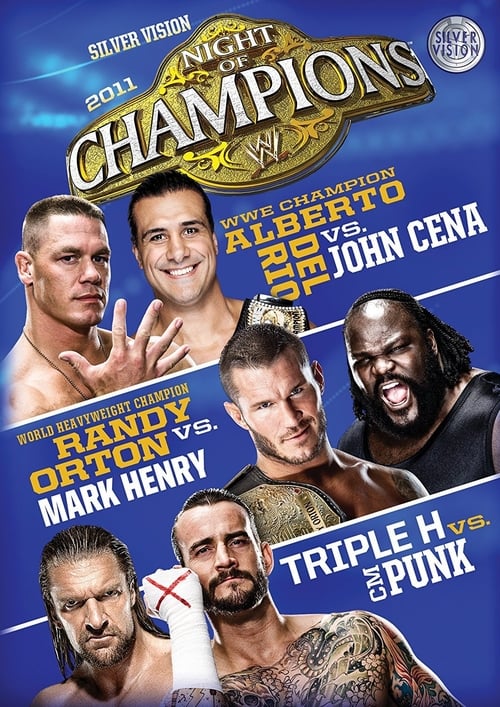 SILVER VISION
SILVER
VISION
2011
NIGHT
OF
CHAMPIONS
W
WWE CHAMPION
ALBERTO
DEL
RIO
VS.
JOHN CENA
WORLD HEAVYWEIGHT CHAMPION
RANDY
ORTON
VS.
MARK HENRY
ORTON
TRIPLE H VS.
CM PUNK